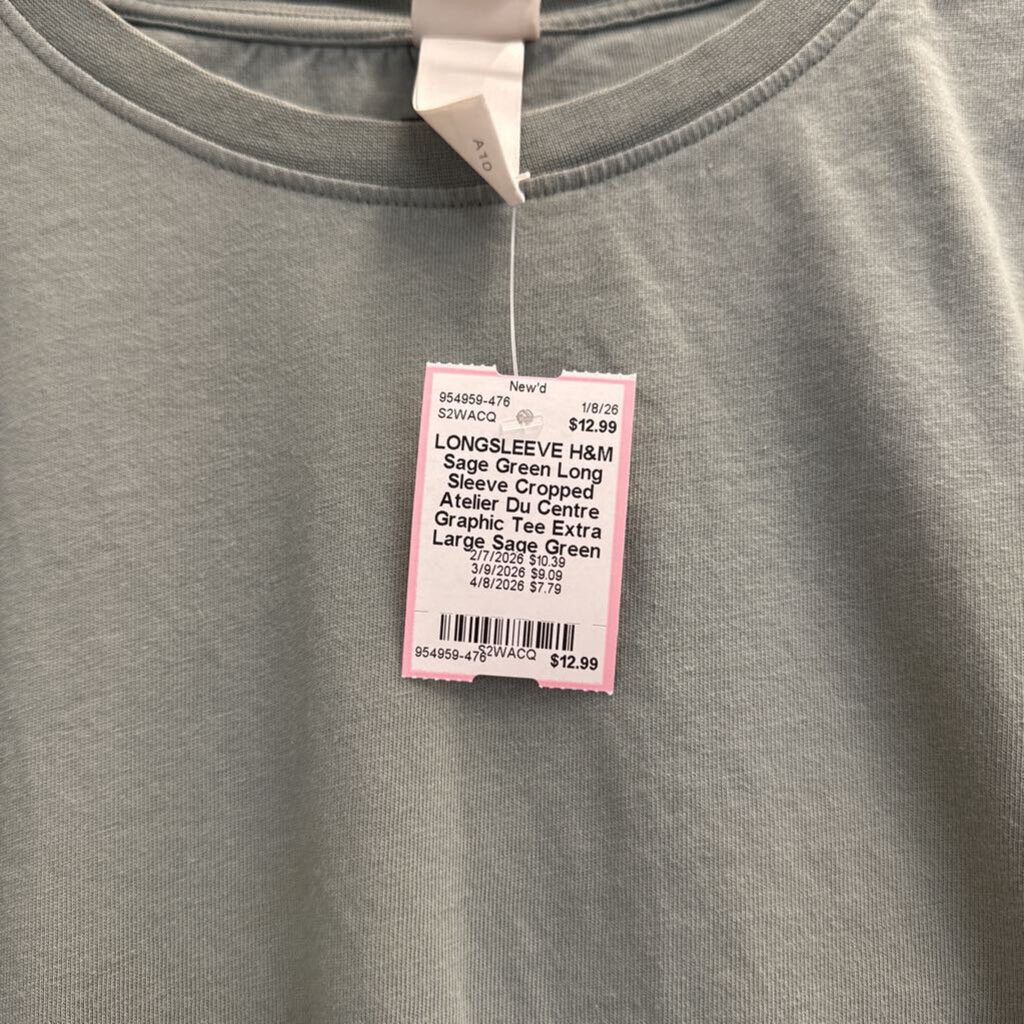 A10
New'd
954959-476 1/8/26
S2WACQ $12.99
LONGSLEEVE H&M
Sage Green Long
Sleeve Cropped
Atelier Du Centre
Graphic Tee Extra
Large Sage Green
2/7/2026 $10.39
3/9/2026 $9.09
4/8/2026 $7.79
954959-476 S2WACQ $12.99